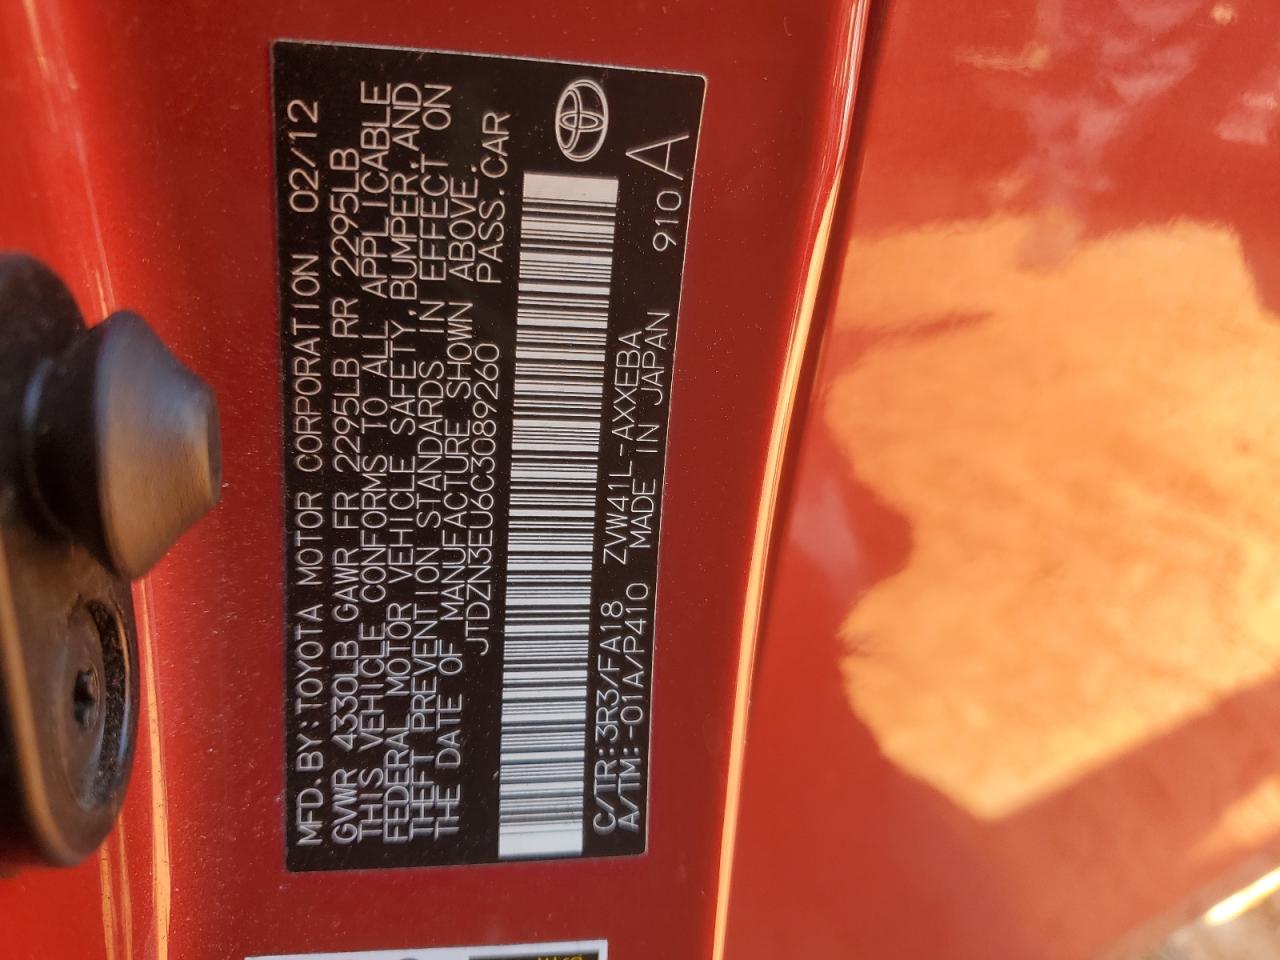 MFD. BY: TOYOTA MOTOR CORPORATION 02/12
GVWR 4330LB GAWR FR 2295LB RR 2295LB
THIS VEHICLE CONFORMS TO ALL APPLICABLE
FEDERAL MOTOR VEHICLE SAFETY, BUMPER, AND
THEFT PREVENTION STANDARDS IN EFFECT ON
THE DATE OF MANUFACTURE SHOWN ABOVE.
JTDZN3EU6C3089260 PASS. CAR
C/TR: 3R3/FA18 ZVW41L-AXXEBA 910 A
A/TM: -01A/P410 MADE IN JAPAN